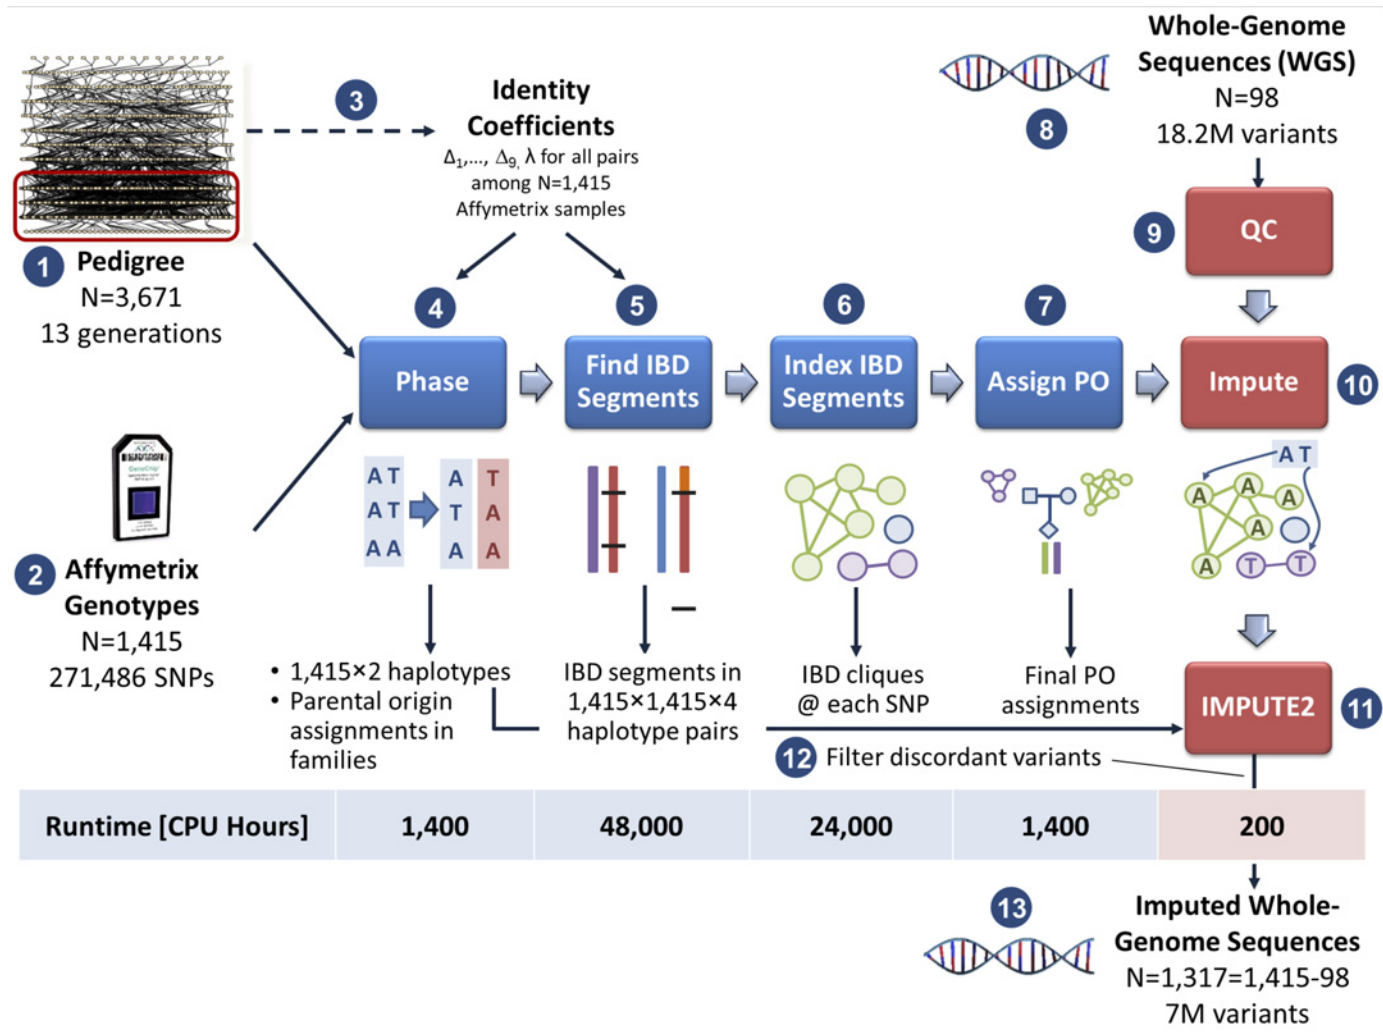 Whole-Genome
Sequences (WGS)
N=98
18.2M variants
8
3
Identity
Coefficients
Δ1,..., Δ9, λ for all pairs
among N=1,415
Affymetrix samples
1
Pedigree
N=3,671
13 generations
9
QC
4
5
6
7
Phase
Find IBD
Segments
Index IBD
Segments
Assign PO
Impute
10
GeneChip
2
Affymetrix
Genotypes
N=1,415
271,486 SNPs
A T
A T
A A
A
T
A
T
A
A
A T
A
A
A
A
A
T
T
• 1,415×2 haplotypes
• Parental origin
assignments in
families
IBD segments in
1,415×1,415×4
haplotype pairs
IBD cliques
@ each SNP
Final PO
assignments
IMPUTE2
11
12
Filter discordant variants
Runtime [CPU Hours]
1,400
48,000
24,000
1,400
200
13
Imputed Whole-
Genome Sequences
N=1,317=1,415-98
7M variants